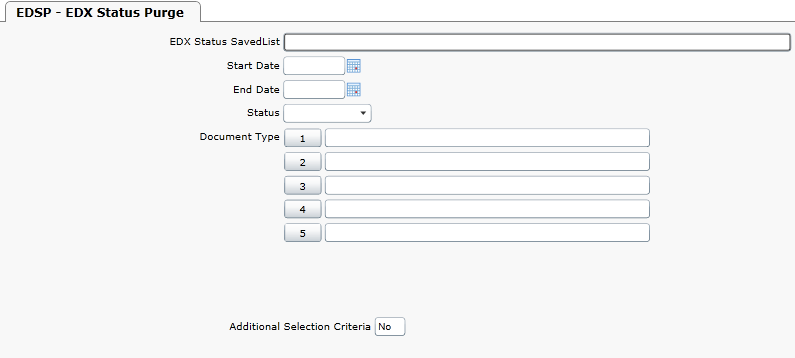 EDSP - EDX Status Purge
EDX Status SavedList
Start Date
End Date
Status
Document Type 1
2
3
4
5
Additional Selection Criteria No